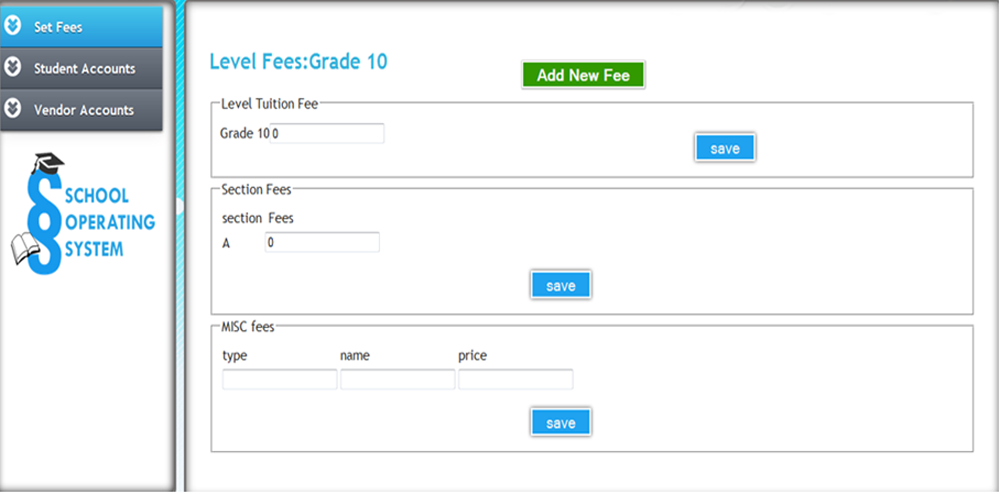 Set Fees
Student Accounts
Vendor Accounts
SCHOOL
OPERATING
SYSTEM
Level Fees:Grade 10
Add New Fee
Level Tuition Fee
Grade 10 0
save
Section Fees
section Fees
A 0
save
MISC fees
type name price
save